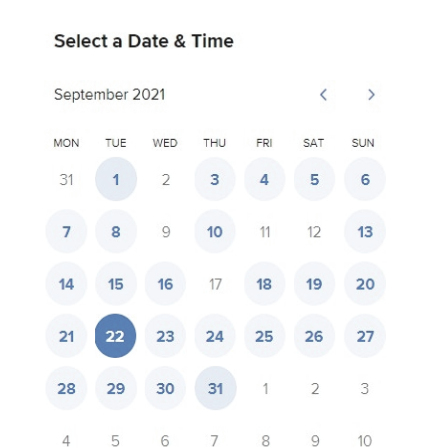 Select a Date & Time
September 2021
MON TUE WED THU FRI SAT SUN
31 1 2 3 4 5 6
7 8 9 10 11 12 13
14 15 16 17 18 19 20
21 22 23 24 25 26 27
28 29 30 31 1 2 3
4 5 6 7 8 9 10